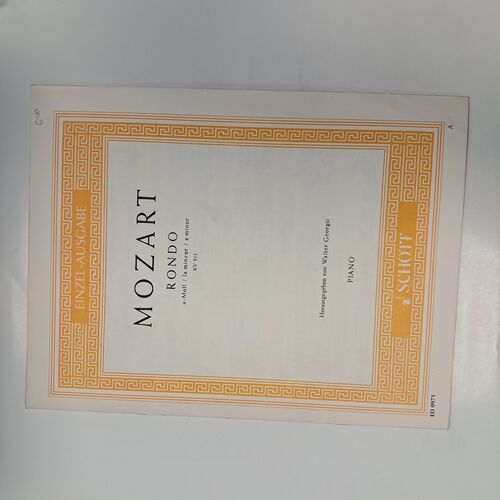 EINZEL-AUSGABE
MOZART
RONDO
a-Moll / la mineur / a minor
KV 511
Herausgegeben von Walter Georgii
PIANO
SCHOTT
ED 0971
A